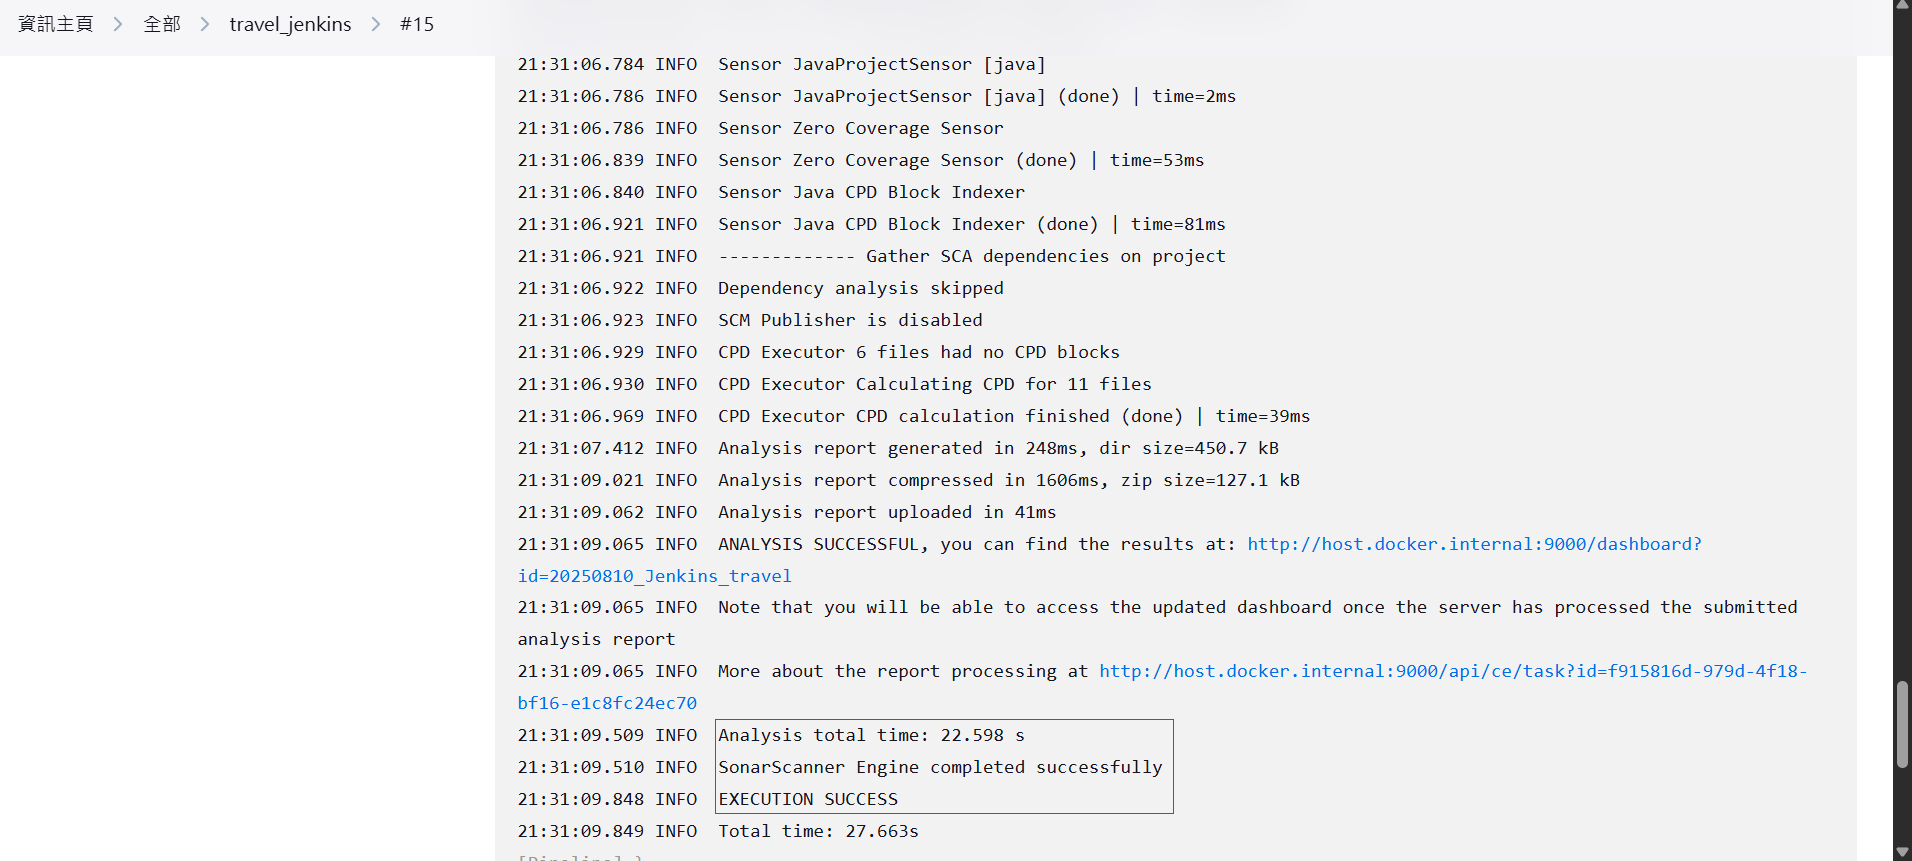 資訊主頁 > 全部 > travel_jenkins > #15
21:31:06.784 INFO  Sensor JavaProjectSensor [java]
21:31:06.786 INFO  Sensor JavaProjectSensor [java] (done) | time=2ms
21:31:06.786 INFO  Sensor Zero Coverage Sensor
21:31:06.839 INFO  Sensor Zero Coverage Sensor (done) | time=53ms
21:31:06.840 INFO  Sensor Java CPD Block Indexer
21:31:06.921 INFO  Sensor Java CPD Block Indexer (done) | time=81ms
21:31:06.921 INFO  ------------- Gather SCA dependencies on project
21:31:06.922 INFO  Dependency analysis skipped
21:31:06.923 INFO  SCM Publisher is disabled
21:31:06.929 INFO  CPD Executor 6 files had no CPD blocks
21:31:06.930 INFO  CPD Executor Calculating CPD for 11 files
21:31:06.969 INFO  CPD Executor CPD calculation finished (done) | time=39ms
21:31:07.412 INFO  Analysis report generated in 248ms, dir size=450.7 kB
21:31:09.021 INFO  Analysis report compressed in 1606ms, zip size=127.1 kB
21:31:09.062 INFO  Analysis report uploaded in 41ms
21:31:09.065 INFO  ANALYSIS SUCCESSFUL, you can find the results at: http://host.docker.internal:9000/dashboard?
id=20250810_Jenkins_travel
21:31:09.065 INFO  Note that you will be able to access the updated dashboard once the server has processed the submitted
analysis report
21:31:09.065 INFO  More about the report processing at http://host.docker.internal:9000/api/ce/task?id=f915816d-979d-4f18-
bf16-e1c8fc24ec70
21:31:09.509 INFO  Analysis total time: 22.598 s
21:31:09.510 INFO  SonarScanner Engine completed successfully
21:31:09.848 INFO  EXECUTION SUCCESS
21:31:09.849 INFO  Total time: 27.663s